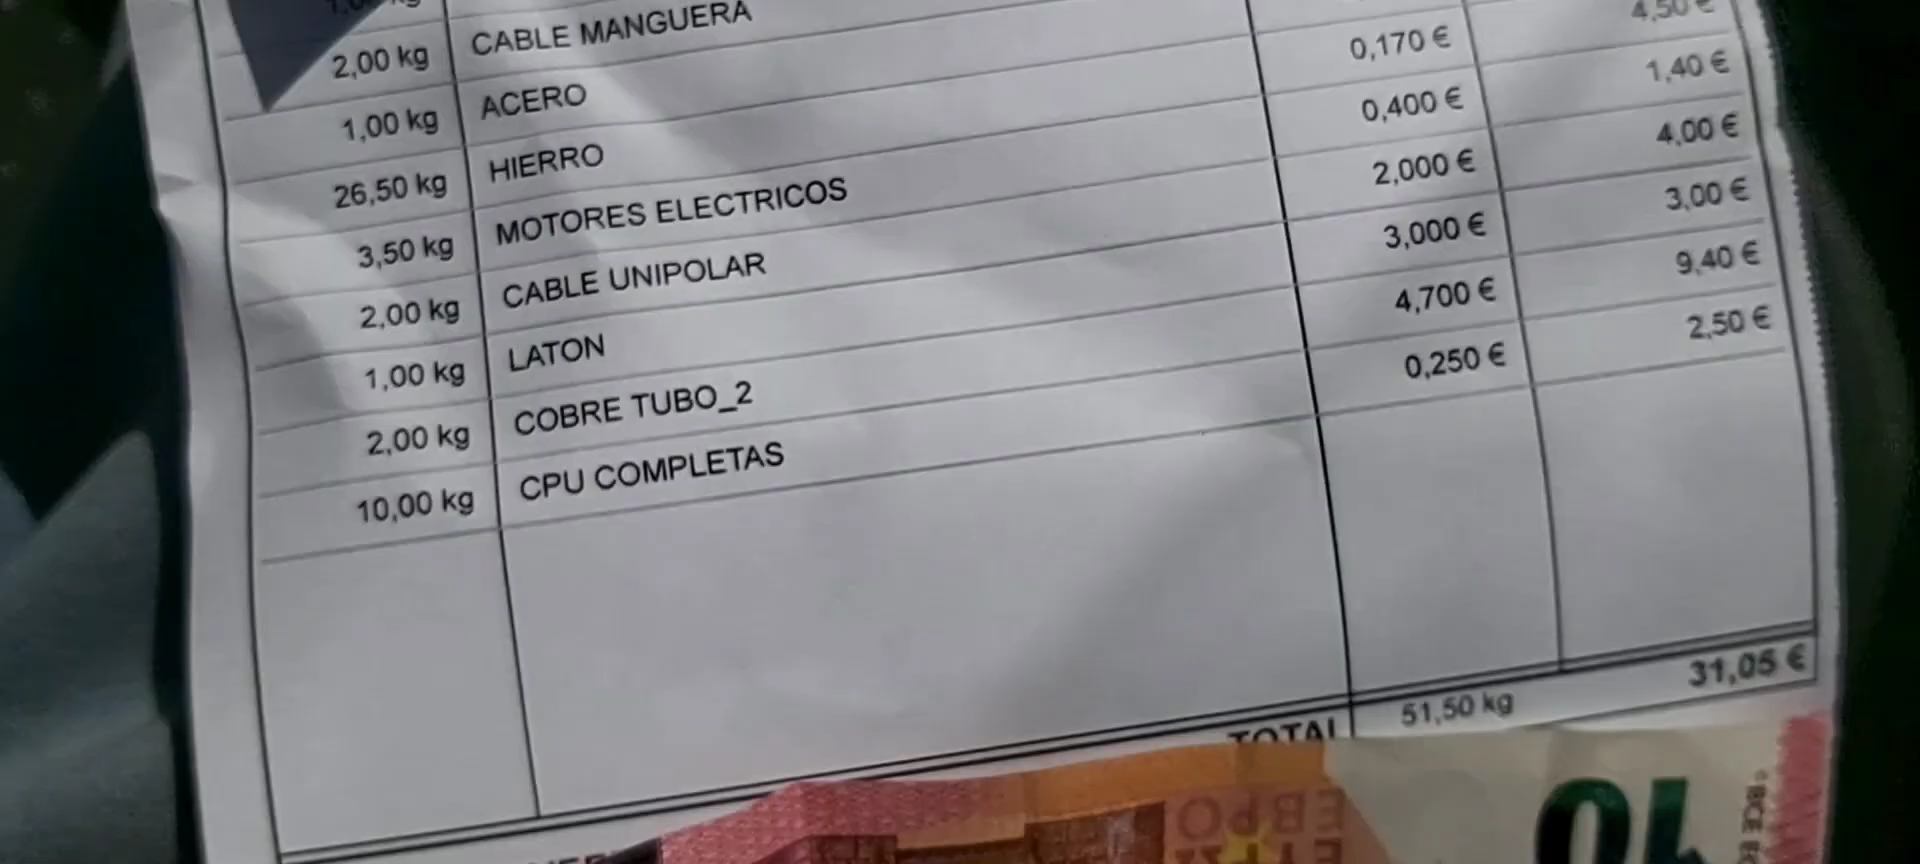 2,00 kg CABLE MANGUERA
1,00 kg ACERO
26,50 kg HIERRO 0,170 € 4,50 €
3,50 kg MOTORES ELECTRICOS 0,400 € 1,40 €
2,00 kg CABLE UNIPOLAR 2,000 € 4,00 €
1,00 kg LATON 3,000 € 3,00 €
2,00 kg COBRE TUBO_2 4,700 € 9,40 €
10,00 kg CPU COMPLETAS 0,250 € 2,50 €
TOTAL 51,50 kg 31,05 €
10